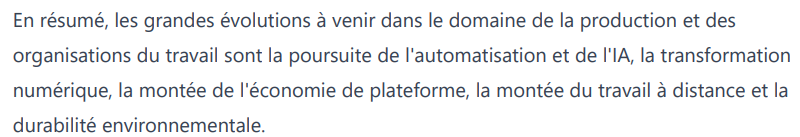 En résumé, les grandes évolutions à venir dans le domaine de la production et des
organisations du travail sont la poursuite de l'automatisation et de l'IA, la transformation
numérique, la montée de l'économie de plateforme, la montée du travail à distance et la
durabilité environnementale.